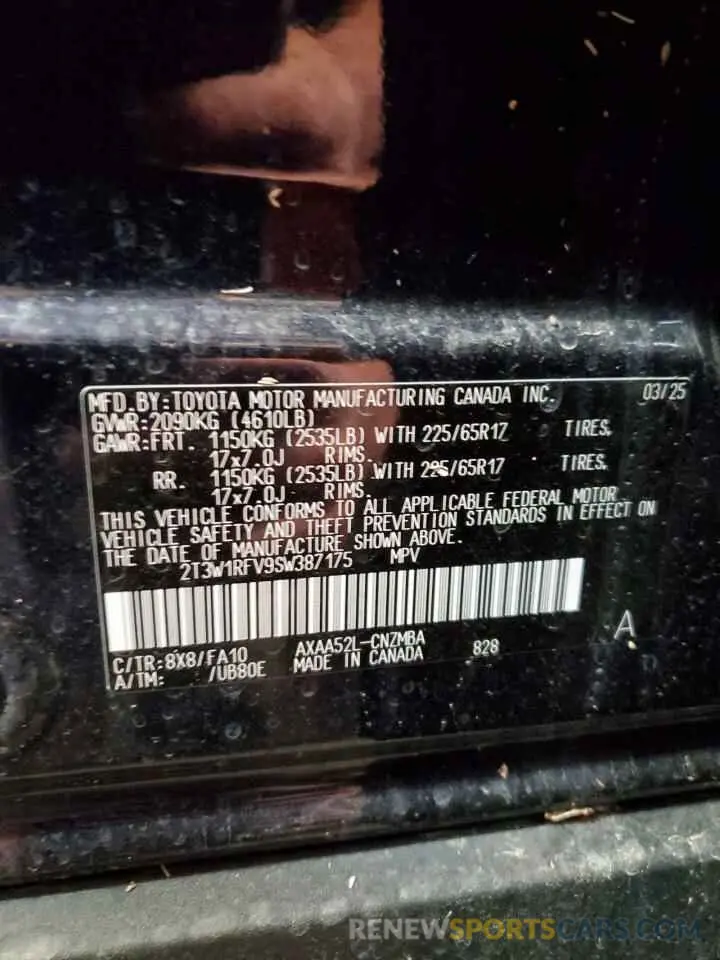 MFD.BY:TOYOTA MOTOR MANUFACTURING CANADA INC. 03/25
GVWR:2090KG (4610LB)
GAWR:FRT. 1150KG (2535LB) WITH 225/65R17 TIRES,
17x7.0J RIMS.
RR. 1150KG (2535LB) WITH 225/65R17 TIRES,
17x7.0J RIMS.
THIS VEHICLE CONFORMS TO ALL APPLICABLE FEDERAL MOTOR
VEHICLE SAFETY AND THEFT PREVENTION STANDARDS IN EFFECT ON
THE DATE OF MANUFACTURE SHOWN ABOVE.
2T3W1RFV9SW387175 MPV
A
C/TR:8X8/FA10 AXAA52L-CNZMBA 828
A/TM: /UB80E MADE IN CANADA
RENEWSPORTSCARS.COM